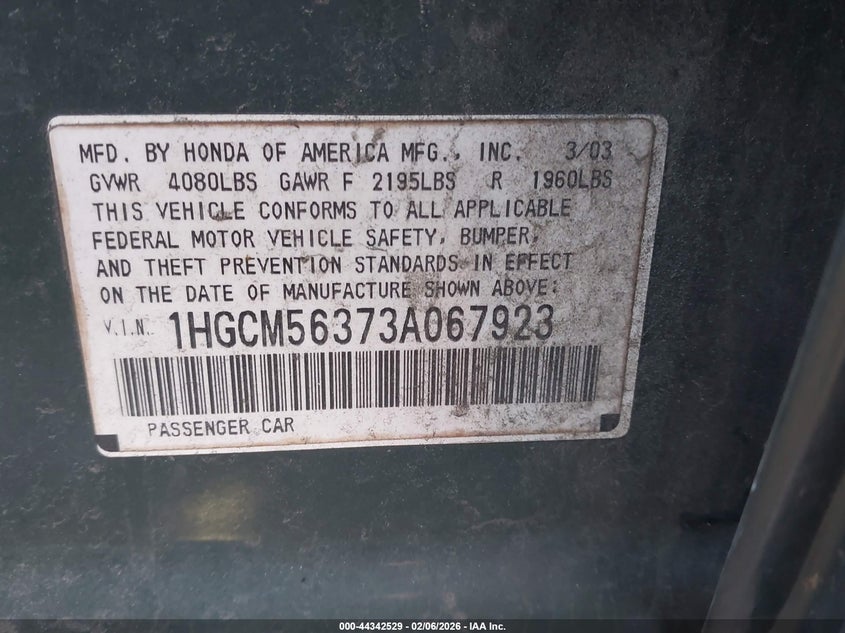 MFD. BY HONDA OF AMERICA MFG., INC. 3/03
GVWR 4080LBS GAWR F 2195LBS R 1960LBS
THIS VEHICLE CONFORMS TO ALL APPLICABLE
FEDERAL MOTOR VEHICLE SAFETY, BUMPER,
AND THEFT PREVENTION STANDARDS IN EFFECT
ON THE DATE OF MANUFACTURE SHOWN ABOVE:
V.I.N. 1HGCM56373A067923
PASSENGER CAR
000-44342529 - 02/06/2026 - IAA Inc.